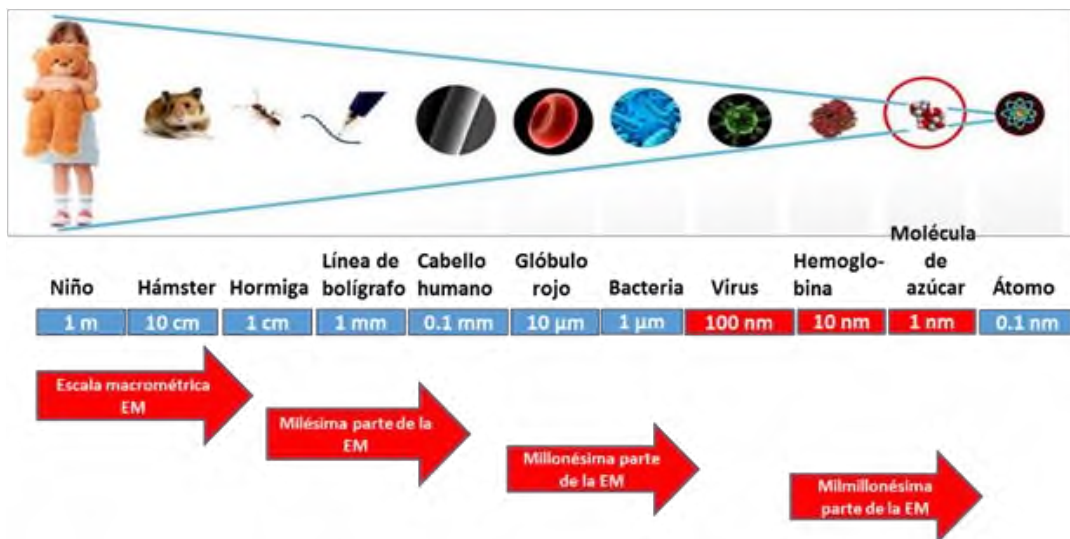 Niño
Hámster
Hormiga
Línea de
bolígrafo
Cabello
humano
Glóbulo
rojo
Bacteria
Virus
Hemoglo-
bina
Molécula
de
azúcar
Átomo
1 m
10 cm
1 cm
1 mm
0.1 mm
10 µm
1 µm
100 nm
10 nm
1 nm
0.1 nm
Escala macrométrica
EM
Milésima parte de la
EM
Millonésima parte
de la EM
Milmillonésima
parte de la EM